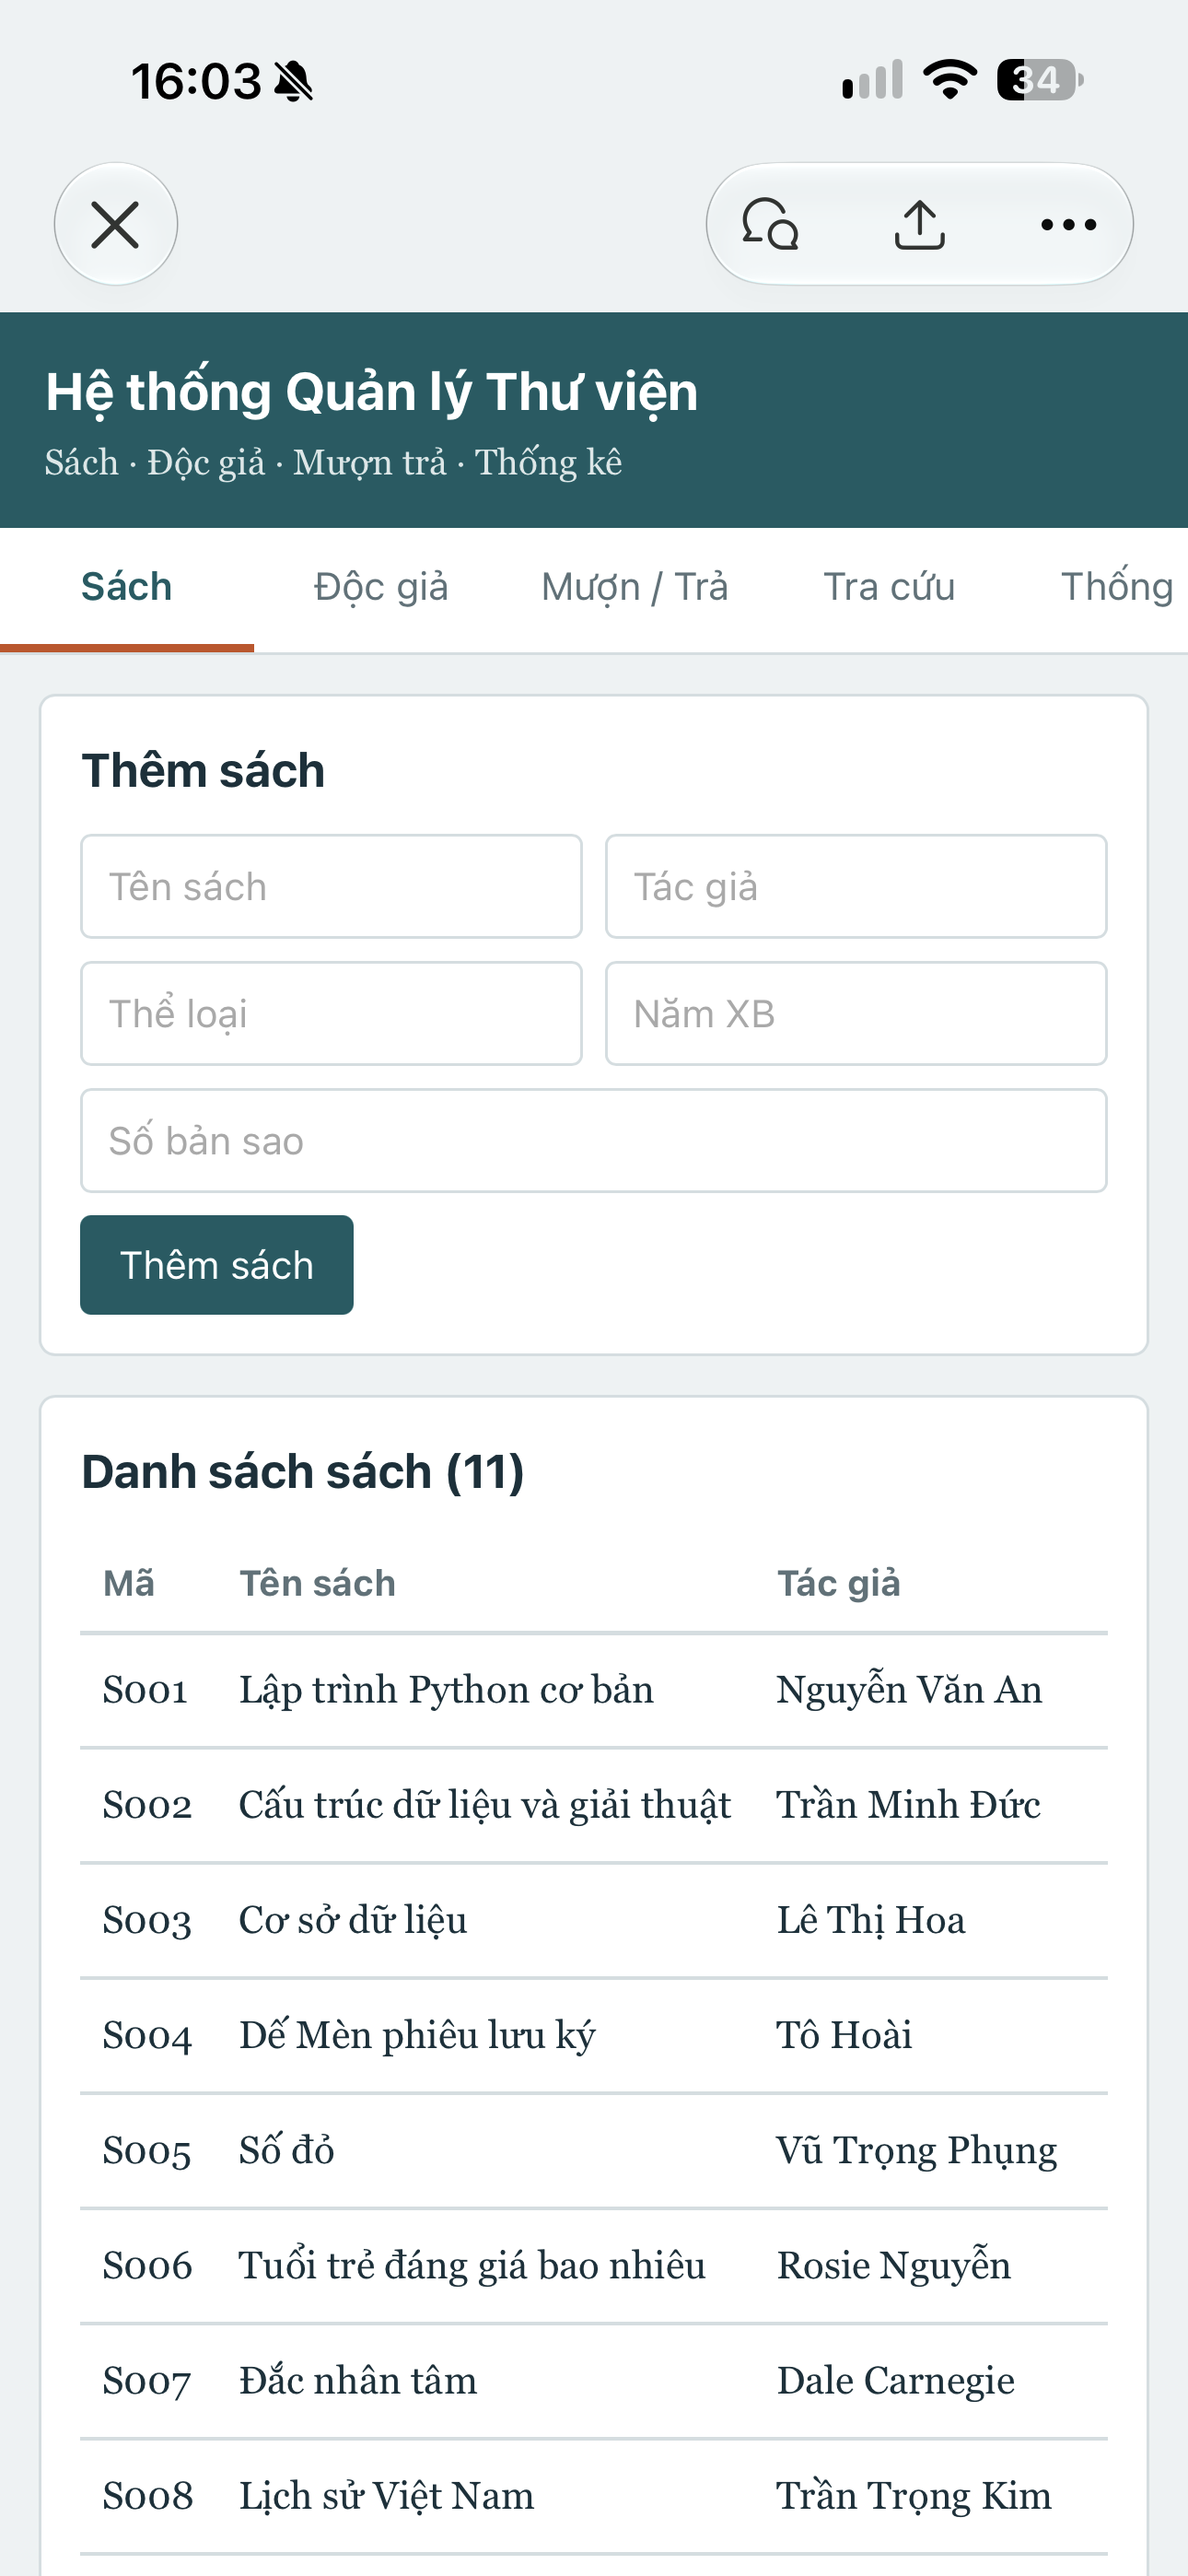 16:03
34
Hệ thống Quản lý Thư viện
Sách · Độc giả · Mượn trả · Thống kê
Sách Độc giả Mượn / Trả Tra cứu Thống
Thêm sách
Tên sách Tác giả
Thể loại Năm XB
Số bản sao
Thêm sách
Danh sách sách (11)
Mã Tên sách Tác giả
S001 Lập trình Python cơ bản Nguyễn Văn An
S002 Cấu trúc dữ liệu và giải thuật Trần Minh Đức
S003 Cơ sở dữ liệu Lê Thị Hoa
S004 Dế Mèn phiêu lưu ký Tô Hoài
S005 Số đỏ Vũ Trọng Phụng
S006 Tuổi trẻ đáng giá bao nhiêu Rosie Nguyễn
S007 Đắc nhân tâm Dale Carnegie
S008 Lịch sử Việt Nam Trần Trọng Kim